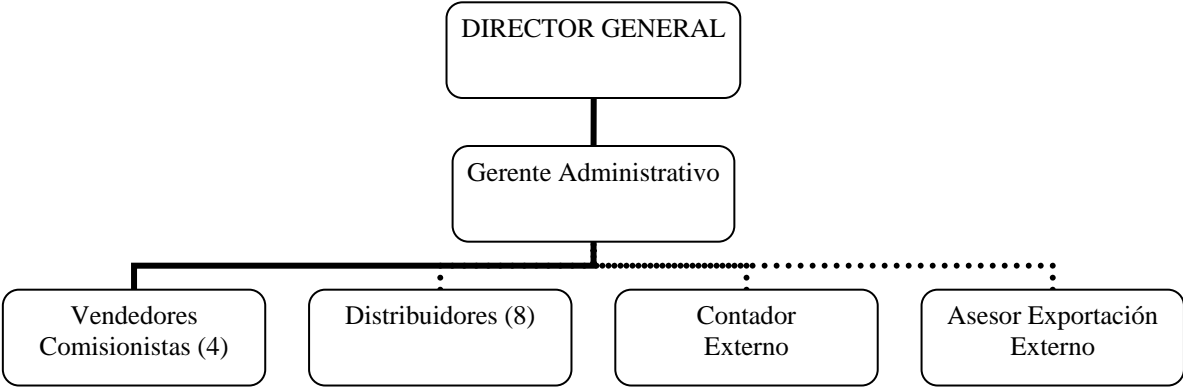 DIRECTOR GENERAL
Gerente Administrativo
Vendedores
Comisionistas (4)
Distribuidores (8)
Contador
Externo
Asesor Exportación
Externo